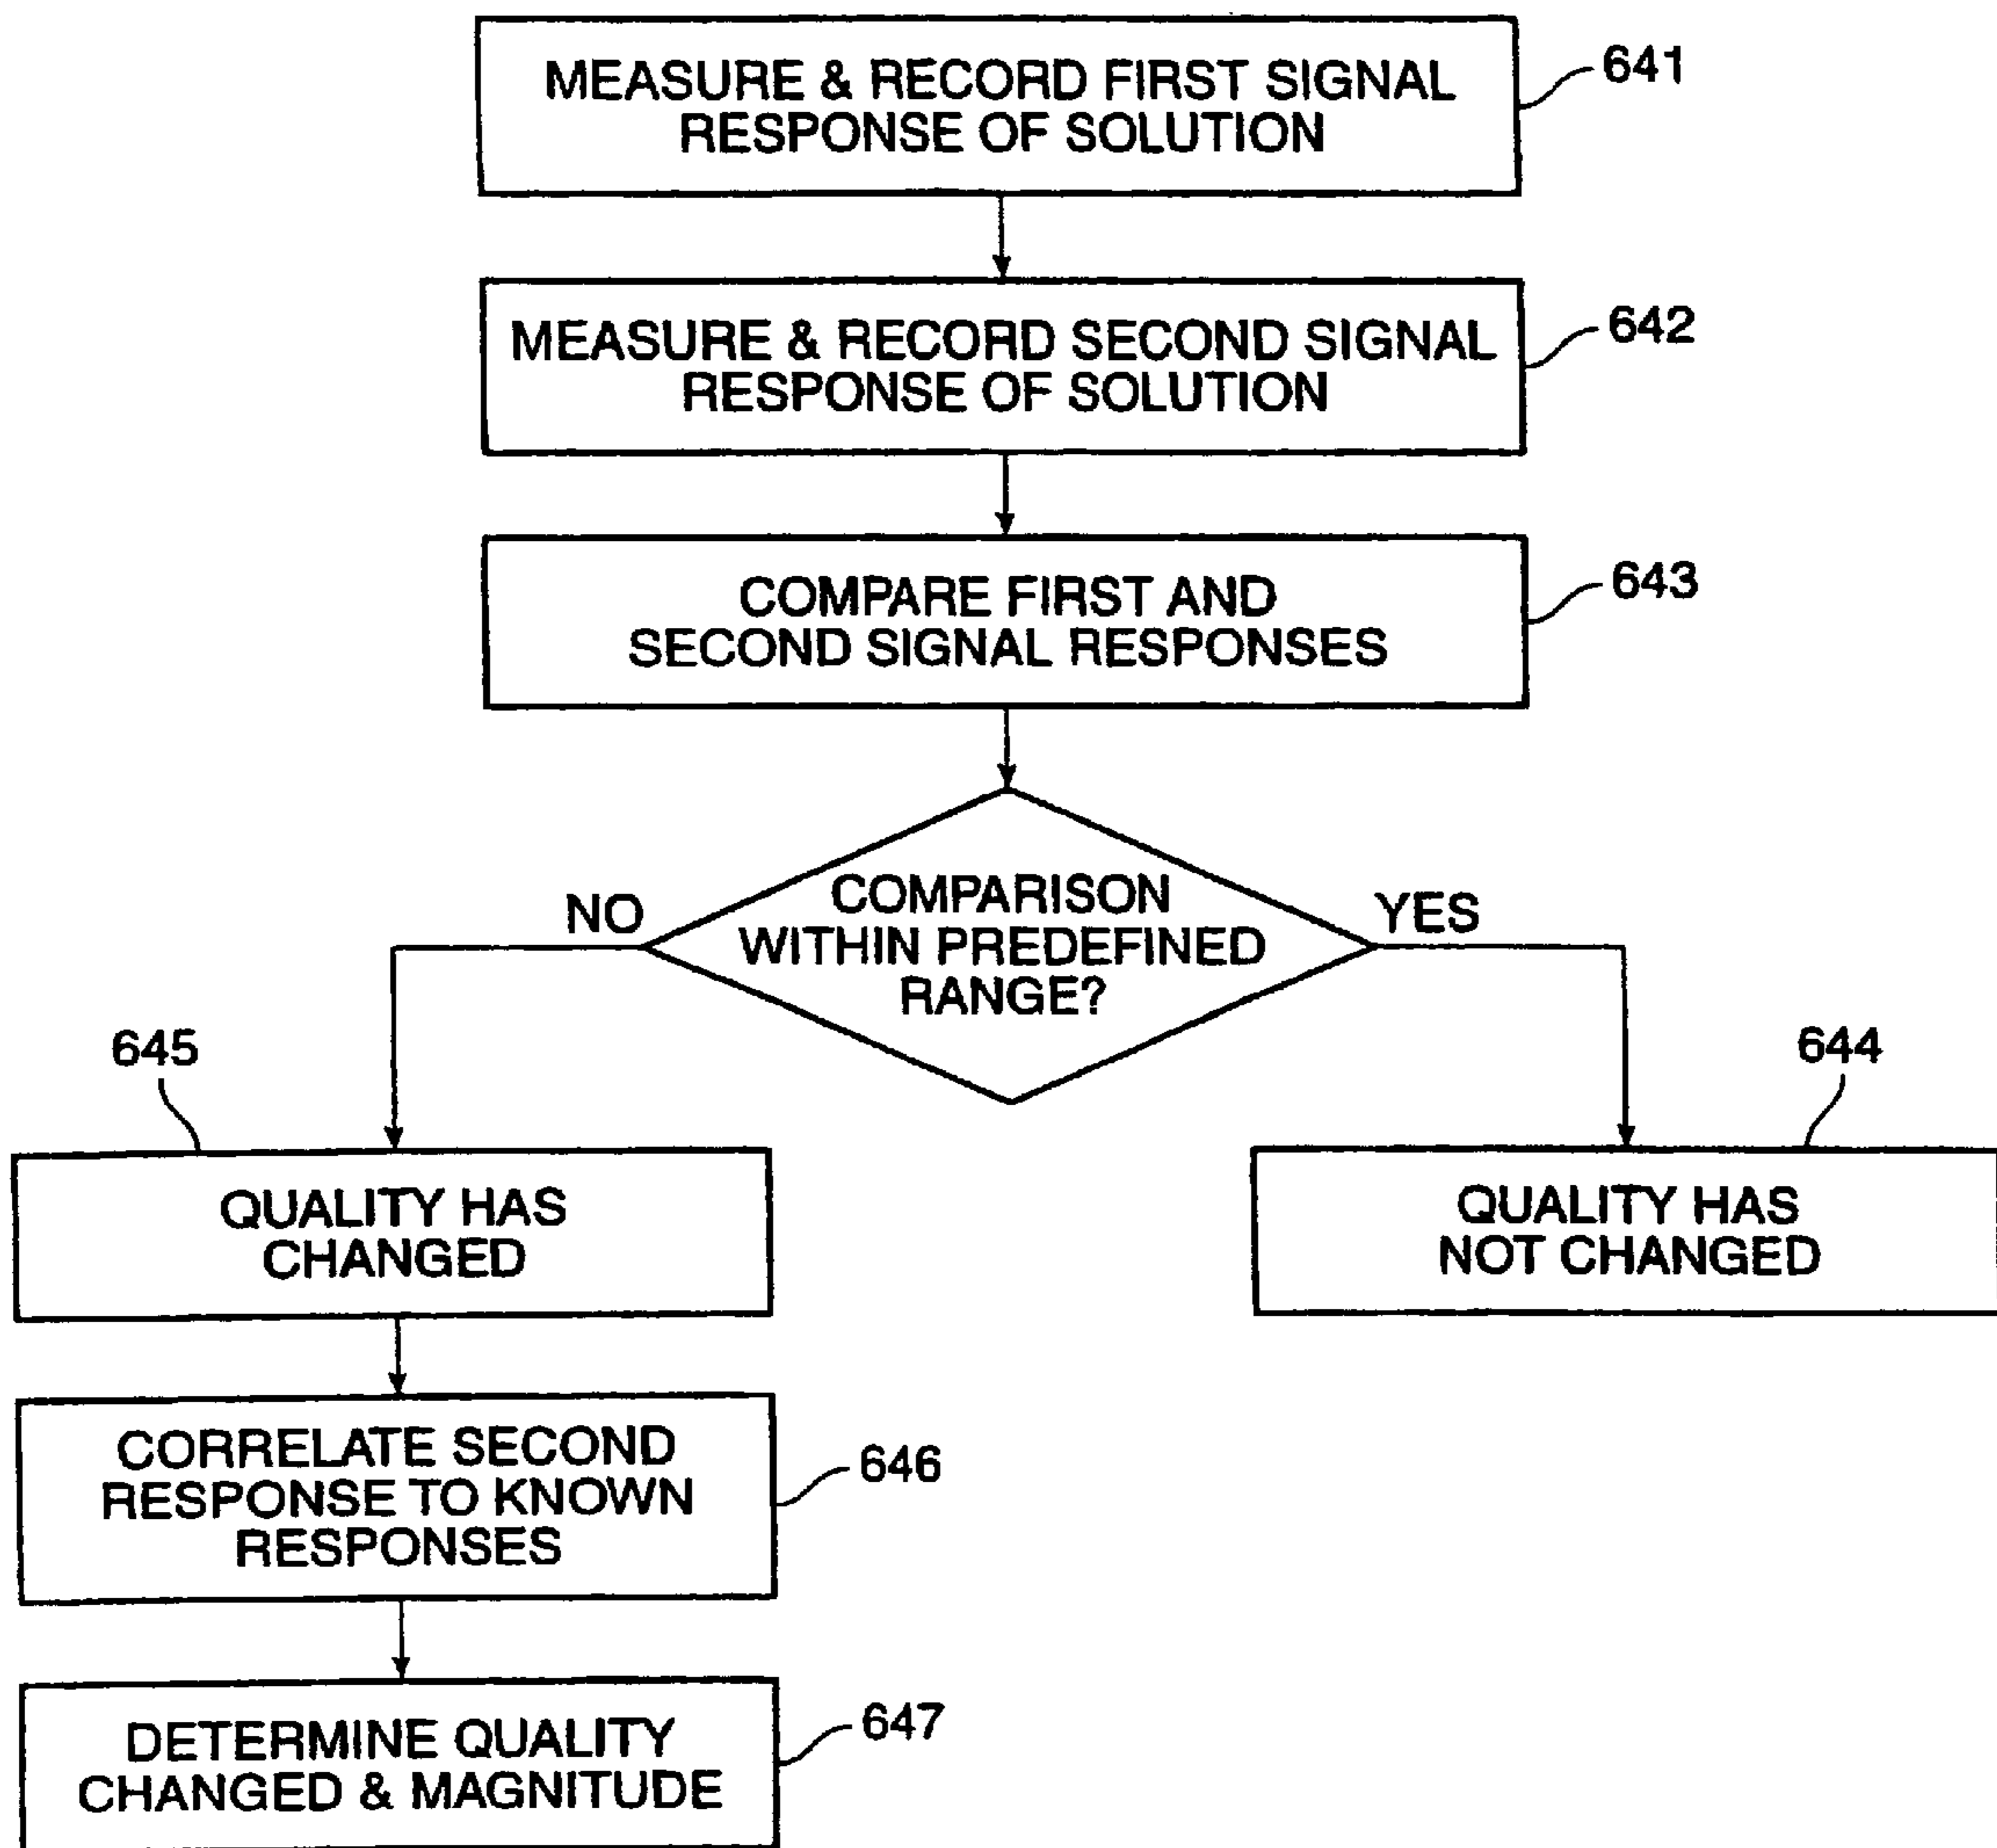 MEASURE & RECORD FIRST SIGNAL
RESPONSE OF SOLUTION
641
MEASURE & RECORD SECOND SIGNAL
RESPONSE OF SOLUTION
642
COMPARE FIRST AND
SECOND SIGNAL RESPONSES
643
COMPARISON
WITHIN PREDEFINED
RANGE?
NO
YES
645
QUALITY HAS
CHANGED
644
QUALITY HAS
NOT CHANGED
CORRELATE SECOND
RESPONSE TO KNOWN
RESPONSES
646
DETERMINE QUALITY
CHANGED & MAGNITUDE
647